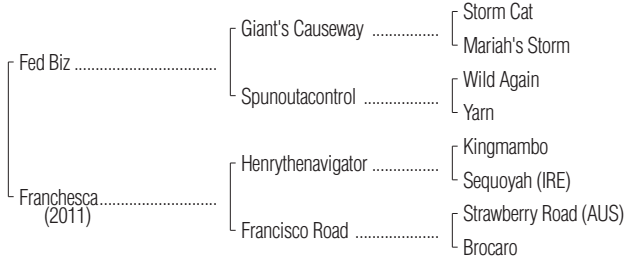 Storm Cat
Giant's Causeway ................
Mariah's Storm
Fed Biz ..................................
Wild Again
Spunoutacontrol ..................
Yarn
Kingmambo
Henrythenavigator ................
Sequoyah (IRE)
Franchesca............................
(2011)
Strawberry Road (AUS)
Francisco Road ....................
Brocaro